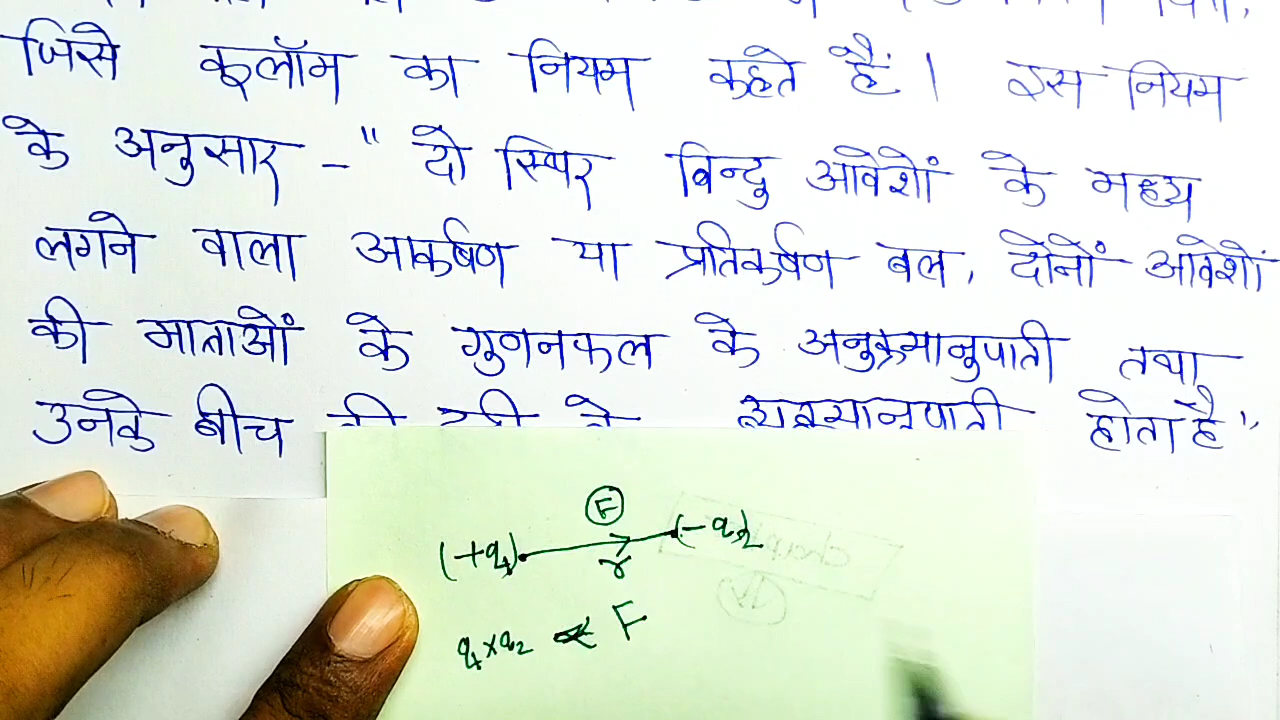 जिसे कूलॉम का नियम कहते हैं। इस नियम
के अनुसार - " दो स्थिर बिन्दु आवेशों के मध्य
लगने वाला आकर्षण या प्रतिकर्षण बल, दोनों आवेशों
की मात्राओं के गुणनफल के अनुक्रमानुपाती तथा
उनके बीच होता है"
F
(+q₁) (-q₂)
r
q₁×q₂ ∝ F